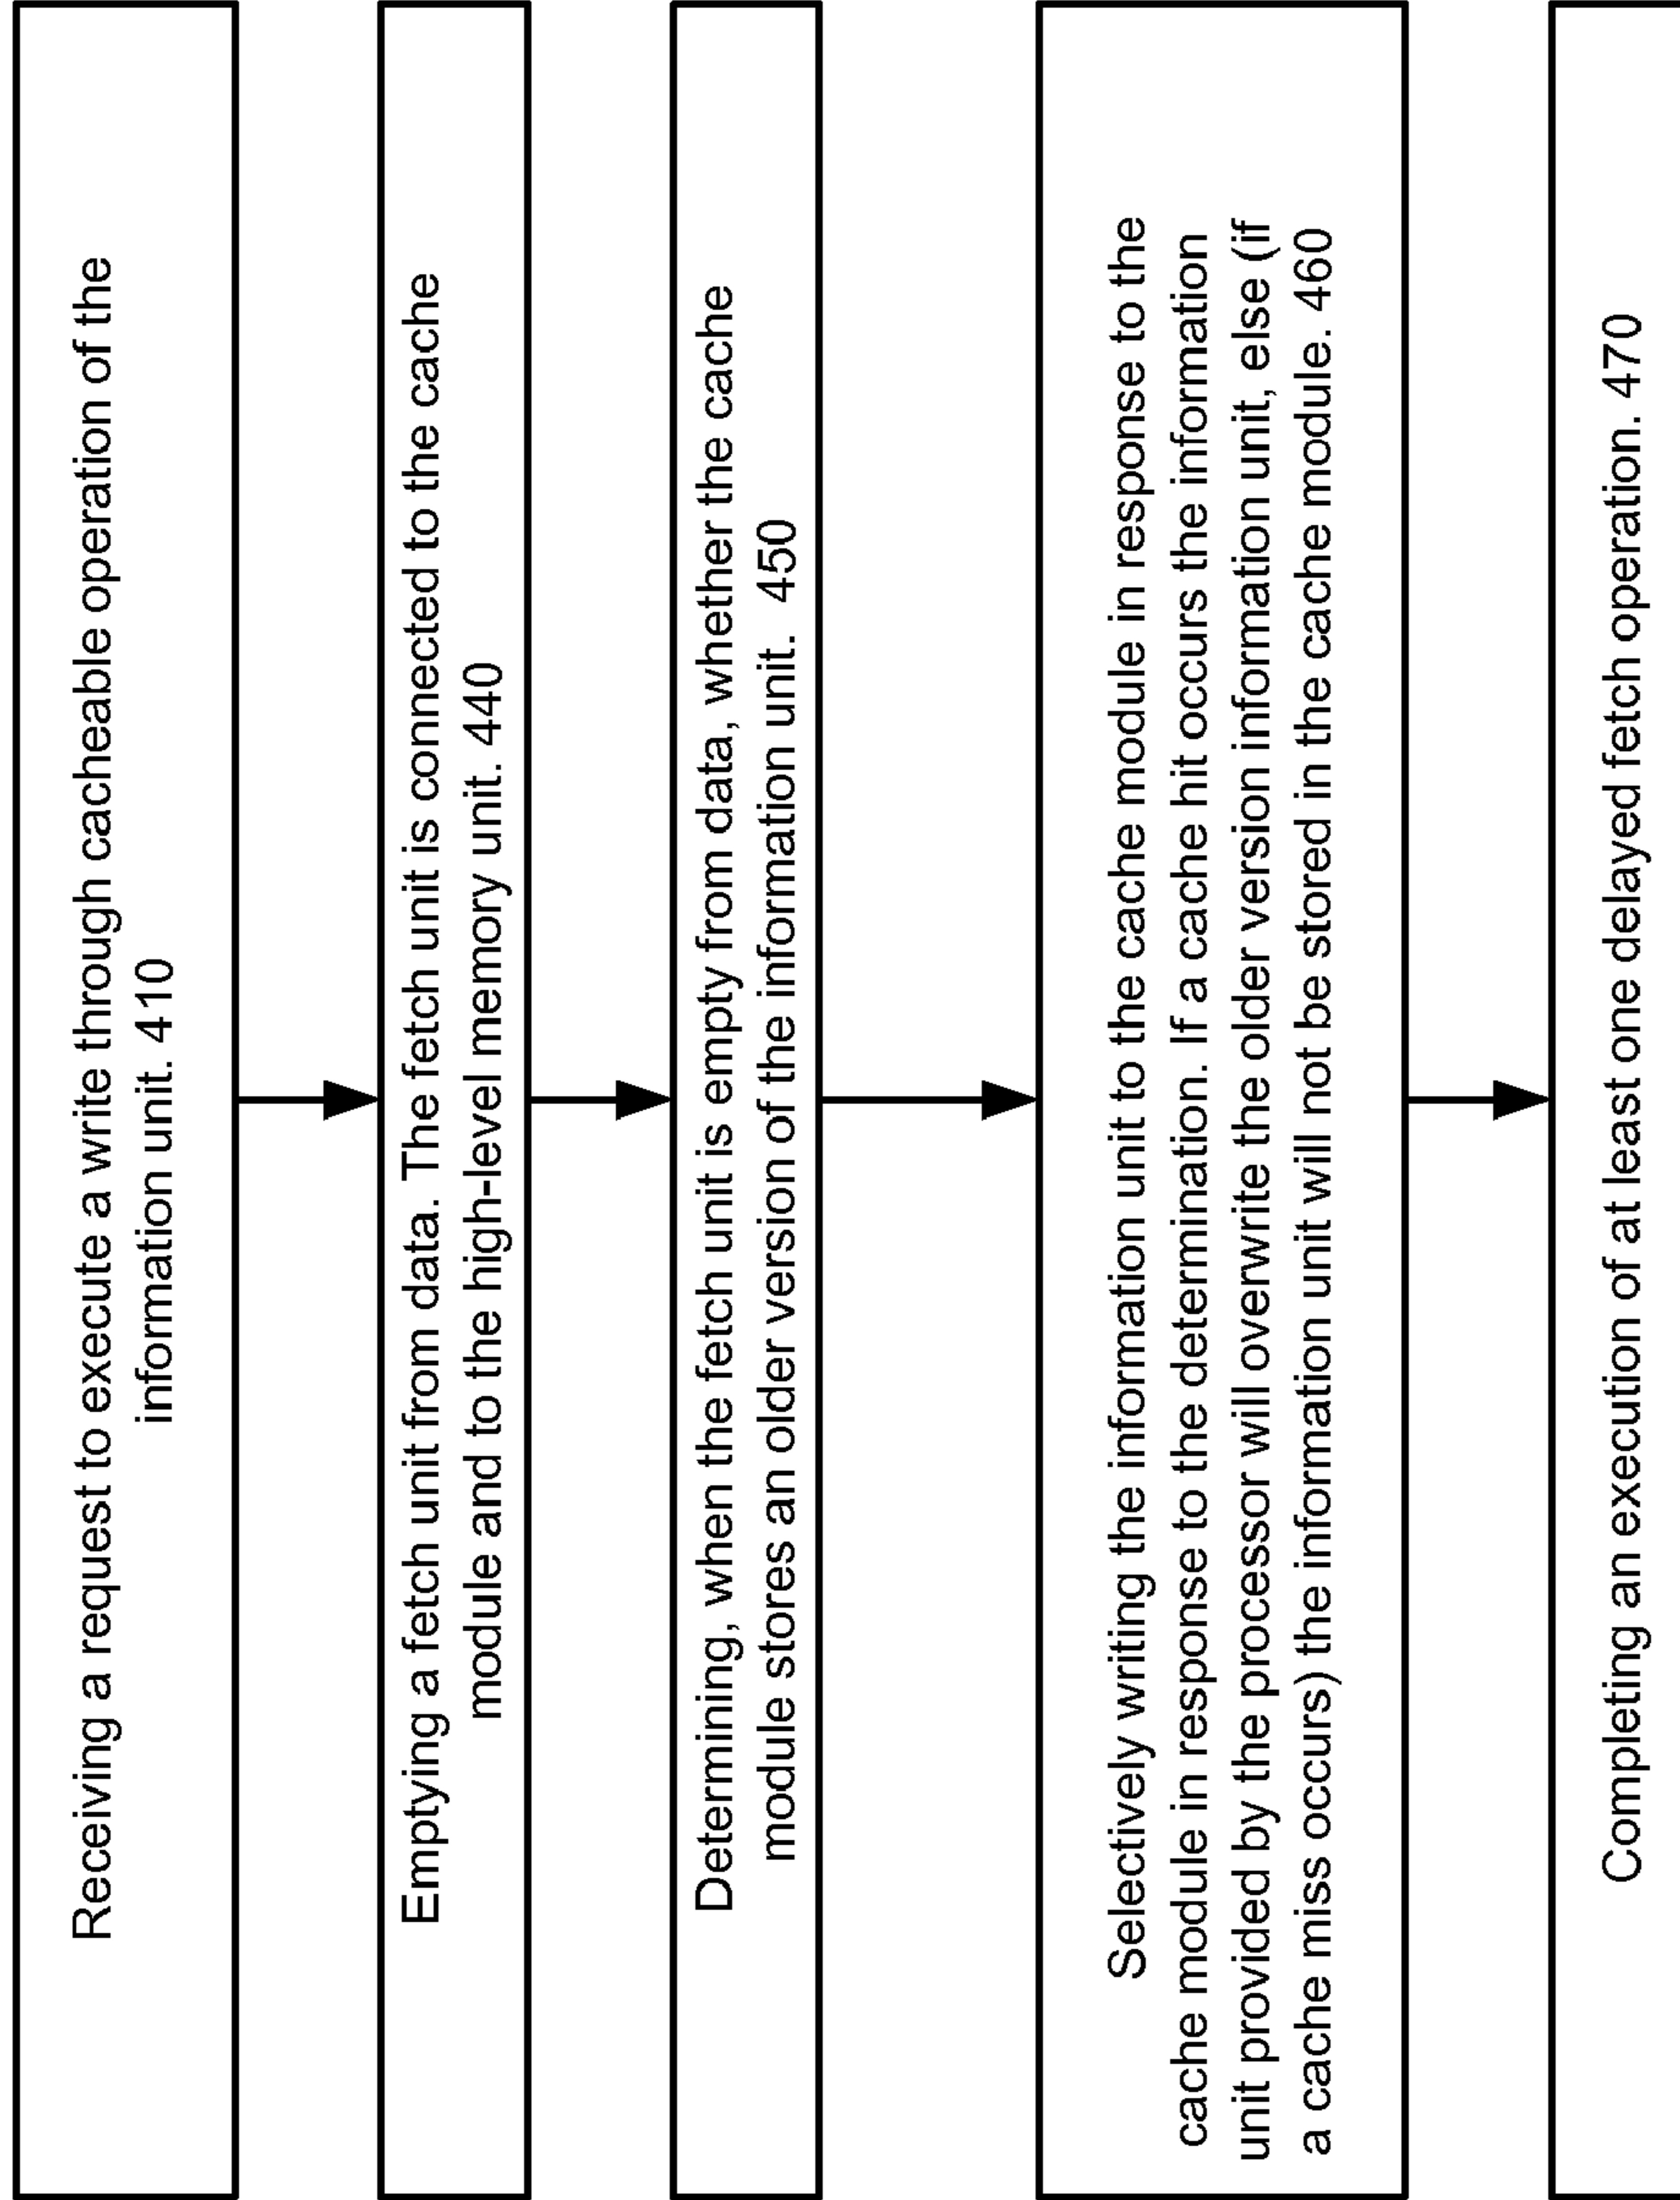 Receiving a request to execute a write through cacheable operation of the
information unit. 410
Emptying a fetch unit from data. The fetch unit is connected to the cache
module and to the high-level memory unit. 440
Determining, when the fetch unit is empty from data, whether the cache
module stores an older version of the information unit.  450
Selectively writing the information unit to the cache module in response to the
cache module in response to the determination. If a cache hit occurs the information
unit provided by the processor will overwrite the older version information unit, else (if
a cache miss occurs) the information unit will not be stored in the cache module. 460
Completing an execution of at least one delayed fetch operation. 470